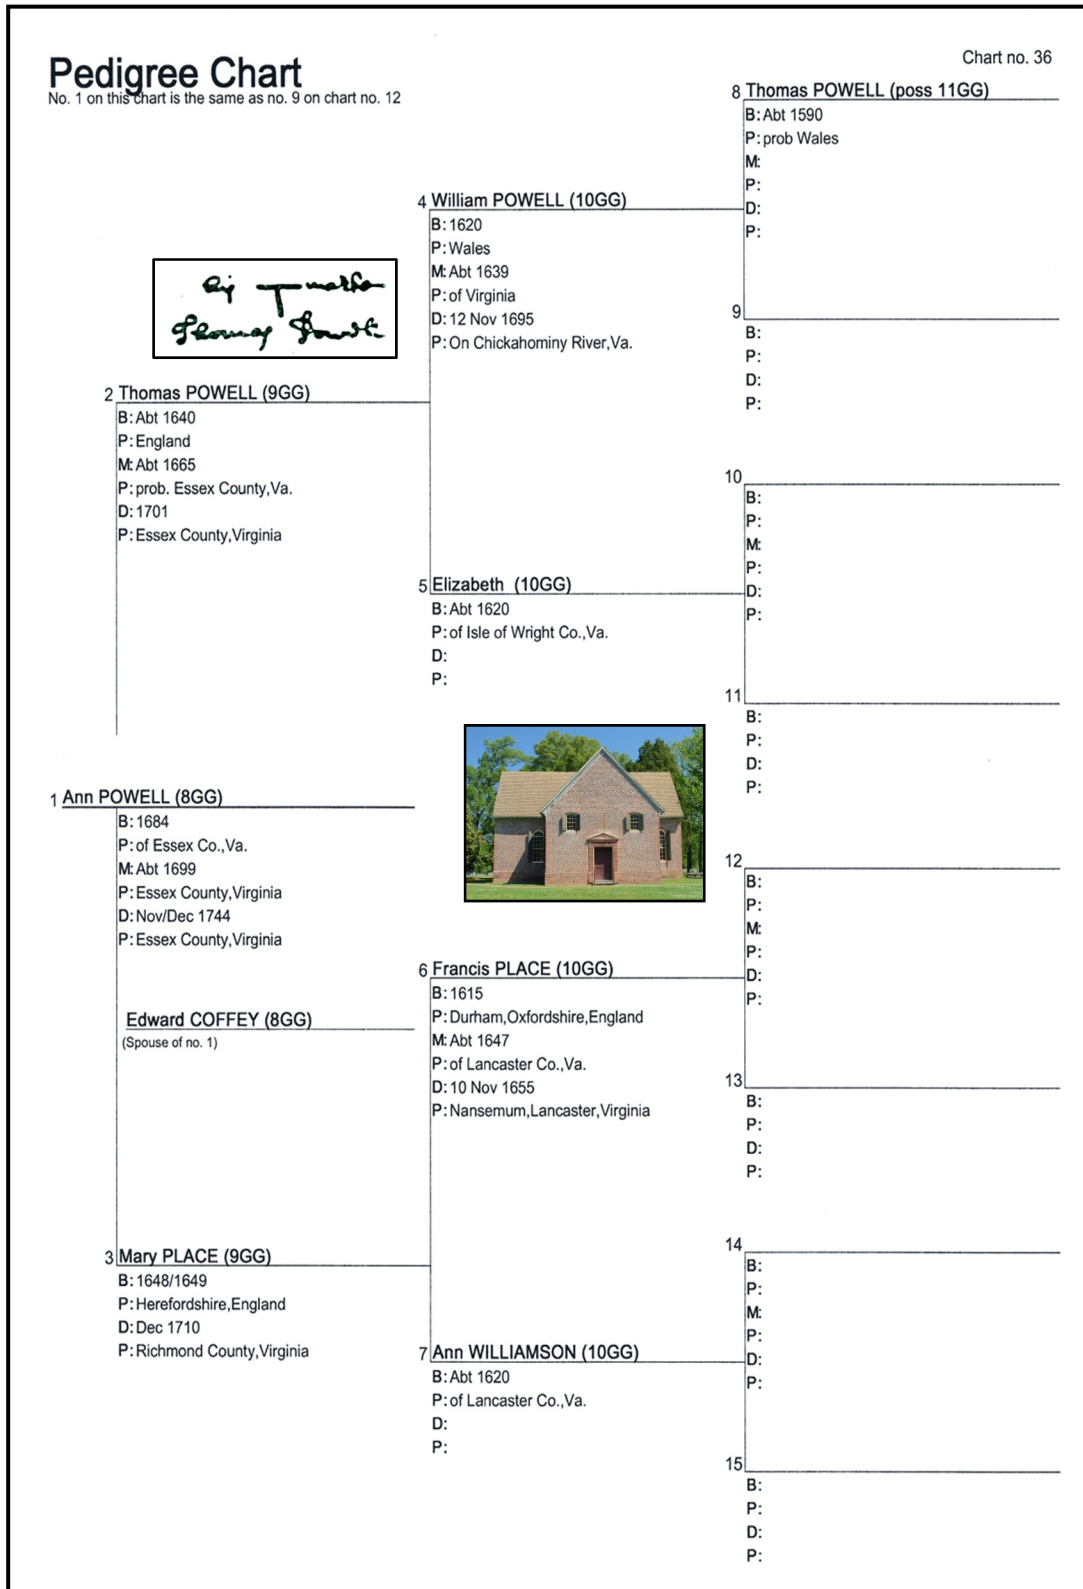 Pedigree Chart
No. 1 on this chart is the same as no. 9 on chart no. 12
Chart no. 36
8 Thomas POWELL (poss 11GG)
B: Abt 1590
P: prob Wales
M:
P:
D:
P:
4 William POWELL (10GG)
B: 1620
P: Wales
M: Abt 1639
P: of Virginia
D: 12 Nov 1695
P: On Chickahominy River,Va.
9
B:
P:
D:
P:
2 Thomas POWELL (9GG)
B: Abt 1640
P: England
M: Abt 1665
P: prob. Essex County,Va.
D: 1701
P: Essex County,Virginia
10
B:
P:
M:
P:
D:
P:
5 Elizabeth (10GG)
B: Abt 1620
P: of Isle of Wright Co.,Va.
D:
P:
11
B:
P:
D:
P:
1 Ann POWELL (8GG)
B: 1684
P: of Essex Co.,Va.
M: Abt 1699
P: Essex County,Virginia
D: Nov/Dec 1744
P: Essex County,Virginia
Edward COFFEY (8GG)
(Spouse of no. 1)
12
B:
P:
M:
P:
D:
P:
6 Francis PLACE (10GG)
B: 1615
P: Durham,Oxfordshire,England
M: Abt 1647
P: of Lancaster Co.,Va.
D: 10 Nov 1655
P: Nansemum,Lancaster,Virginia
13
B:
P:
D:
P:
3 Mary PLACE (9GG)
B: 1648/1649
P: Herefordshire,England
D: Dec 1710
P: Richmond County,Virginia
14
B:
P:
M:
P:
D:
P:
7 Ann WILLIAMSON (10GG)
B: Abt 1620
P: of Lancaster Co.,Va.
D:
P:
15
B:
P:
D:
P: